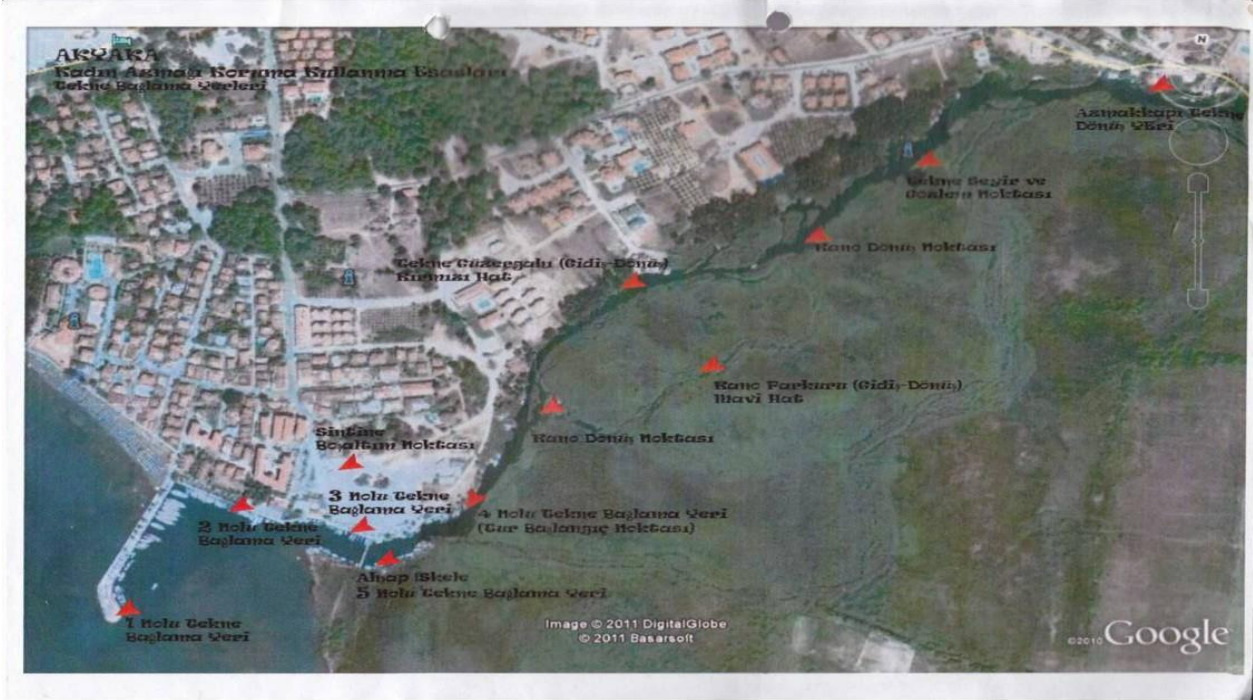 AKYAKA
Kadın Azmağı Koruma Kullanma Esasları
Tekne Bağlama Yerleri
N
Azmakkapı Tekne
Dönüş Yeri
Tekne Seyir ve
Gözlem Noktası
Kano Dönüş Noktası
Tekne Güzergahı (Gidiş-Dönüş)
Kırmızı Hat
Kano Parkuru (Gidiş-Dönüş)
Mavi Hat
Kano Dönüş Noktası
Sintine
Boşaltım Noktası
3 Nolu Tekne
Bağlama Yeri
4 Nolu Tekne Bağlama Yeri
(Tur Başlangıç Noktası)
2 Nolu Tekne
Bağlama Yeri
Ahşap İskele
5 Nolu Tekne Bağlama Yeri
1 Nolu Tekne
Bağlama Yeri
Image © 2011 DigitalGlobe
© 2011 Basarsoft
©2010 Google